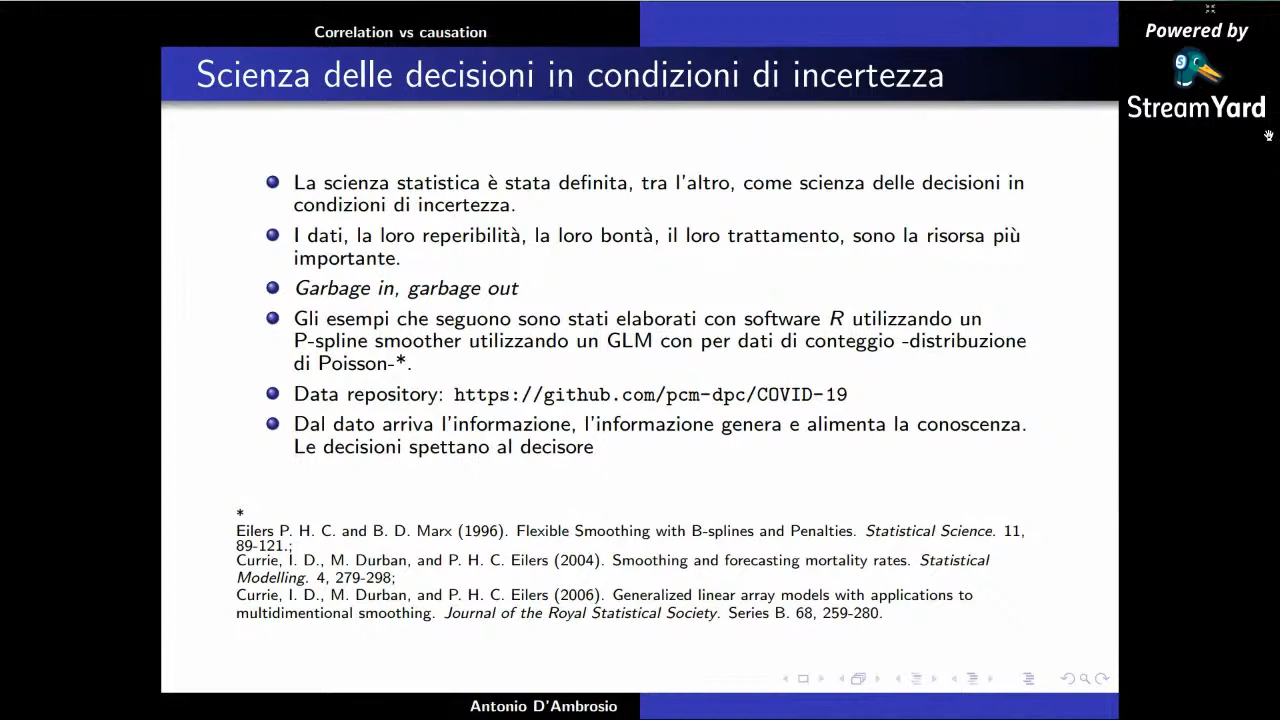 Correlation vs causation
Powered by
StreamYard
Scienza delle decisioni in condizioni di incertezza
La scienza statistica è stata definita, tra l'altro, come scienza delle decisioni in
condizioni di incertezza.
I dati, la loro reperibilità, la loro bontà, il loro trattamento, sono la risorsa più
importante.
Garbage in, garbage out
Gli esempi che seguono sono stati elaborati con software R utilizzando un
P-spline smoother utilizzando un GLM con per dati di conteggio -distribuzione
di Poisson-*.
Data repository: https://github.com/pcm-dpc/COVID-19
Dal dato arriva l'informazione, l'informazione genera e alimenta la conoscenza.
Le decisioni spettano al decisore
*
Eilers P. H. C. and B. D. Marx (1996). Flexible Smoothing with B-splines and Penalties. Statistical Science. 11,
89-121.;
Currie, I. D., M. Durban, and P. H. C. Eilers (2004). Smoothing and forecasting mortality rates. Statistical
Modelling. 4, 279-298;
Currie, I. D., M. Durban, and P. H. C. Eilers (2006). Generalized linear array models with applications to
multidimentional smoothing. Journal of the Royal Statistical Society. Series B. 68, 259-280.
Antonio D'Ambrosio